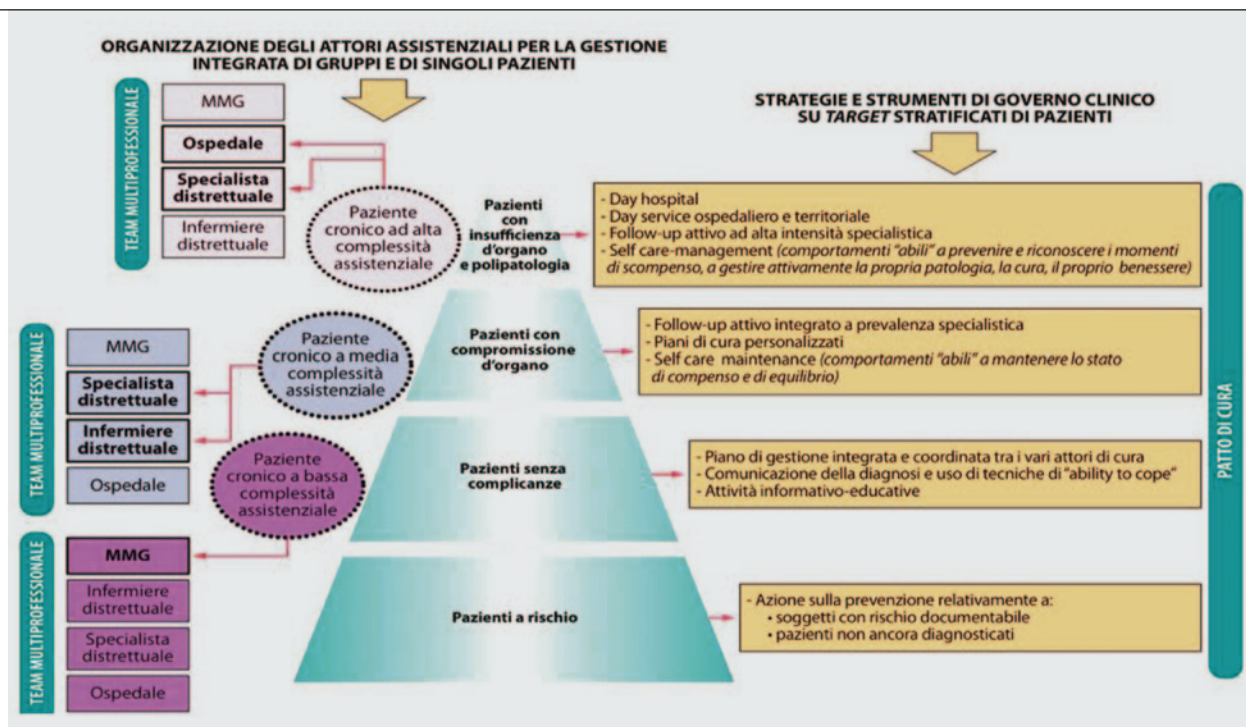 ORGANIZZAZIONE DEGLI ATTORI ASSISTENZIALI PER LA GESTIONE
INTEGRATA DI GRUPPI E DI SINGOLI PAZIENTI
STRATEGIE E STRUMENTI DI GOVERNO CLINICO
SU TARGET STRATIFICATI DI PAZIENTI
TEAM MULTIPROFESSIONALE
MMG
Ospedale
Specialista
distrettuale
Infermiere
distrettuale
Paziente
cronico ad alta
complessità
assistenziale
Pazienti
con
insufficienza
d'organo
e polipatologia
- Day hospital
- Day service ospedaliero e territoriale
- Follow-up attivo ad alta intensità specialistica
- Self care-management (comportamenti "abili" a prevenire e riconoscere i momenti
di scompenso, a gestire attivamente la propria patologia, la cura, il proprio benessere)
TEAM MULTIPROFESSIONALE
MMG
Specialista
distrettuale
Infermiere
distrettuale
Ospedale
Paziente
cronico a media
complessità
assistenziale
Pazienti con
compromissione
d'organo
- Follow-up attivo integrato a prevalenza specialistica
- Piani di cura personalizzati
- Self care maintenance (comportamenti "abili" a mantenere lo stato
di compenso e di equilibrio)
Paziente
cronico a bassa
complessità
assistenziale
Pazienti senza
complicanze
- Piano di gestione integrata e coordinata tra i vari attori di cura
- Comunicazione della diagnosi e uso di tecniche di "ability to cope"
- Attività informativo-educative
TEAM MULTIPROFESSIONALE
MMG
Infermiere
distrettuale
Specialista
distrettuale
Ospedale
Pazienti a rischio
- Azione sulla prevenzione relativamente a:
• soggetti con rischio documentabile
• pazienti non ancora diagnosticati
PATTO DI CURA